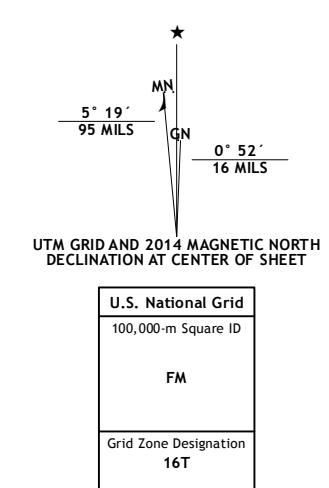 ★
MN
5° 19´
95 MILS
GN
0° 52´
16 MILS
UTM GRID AND 2014 MAGNETIC NORTH
DECLINATION AT CENTER OF SHEET
U.S. National Grid
100,000-m Square ID
FM
Grid Zone Designation
16T